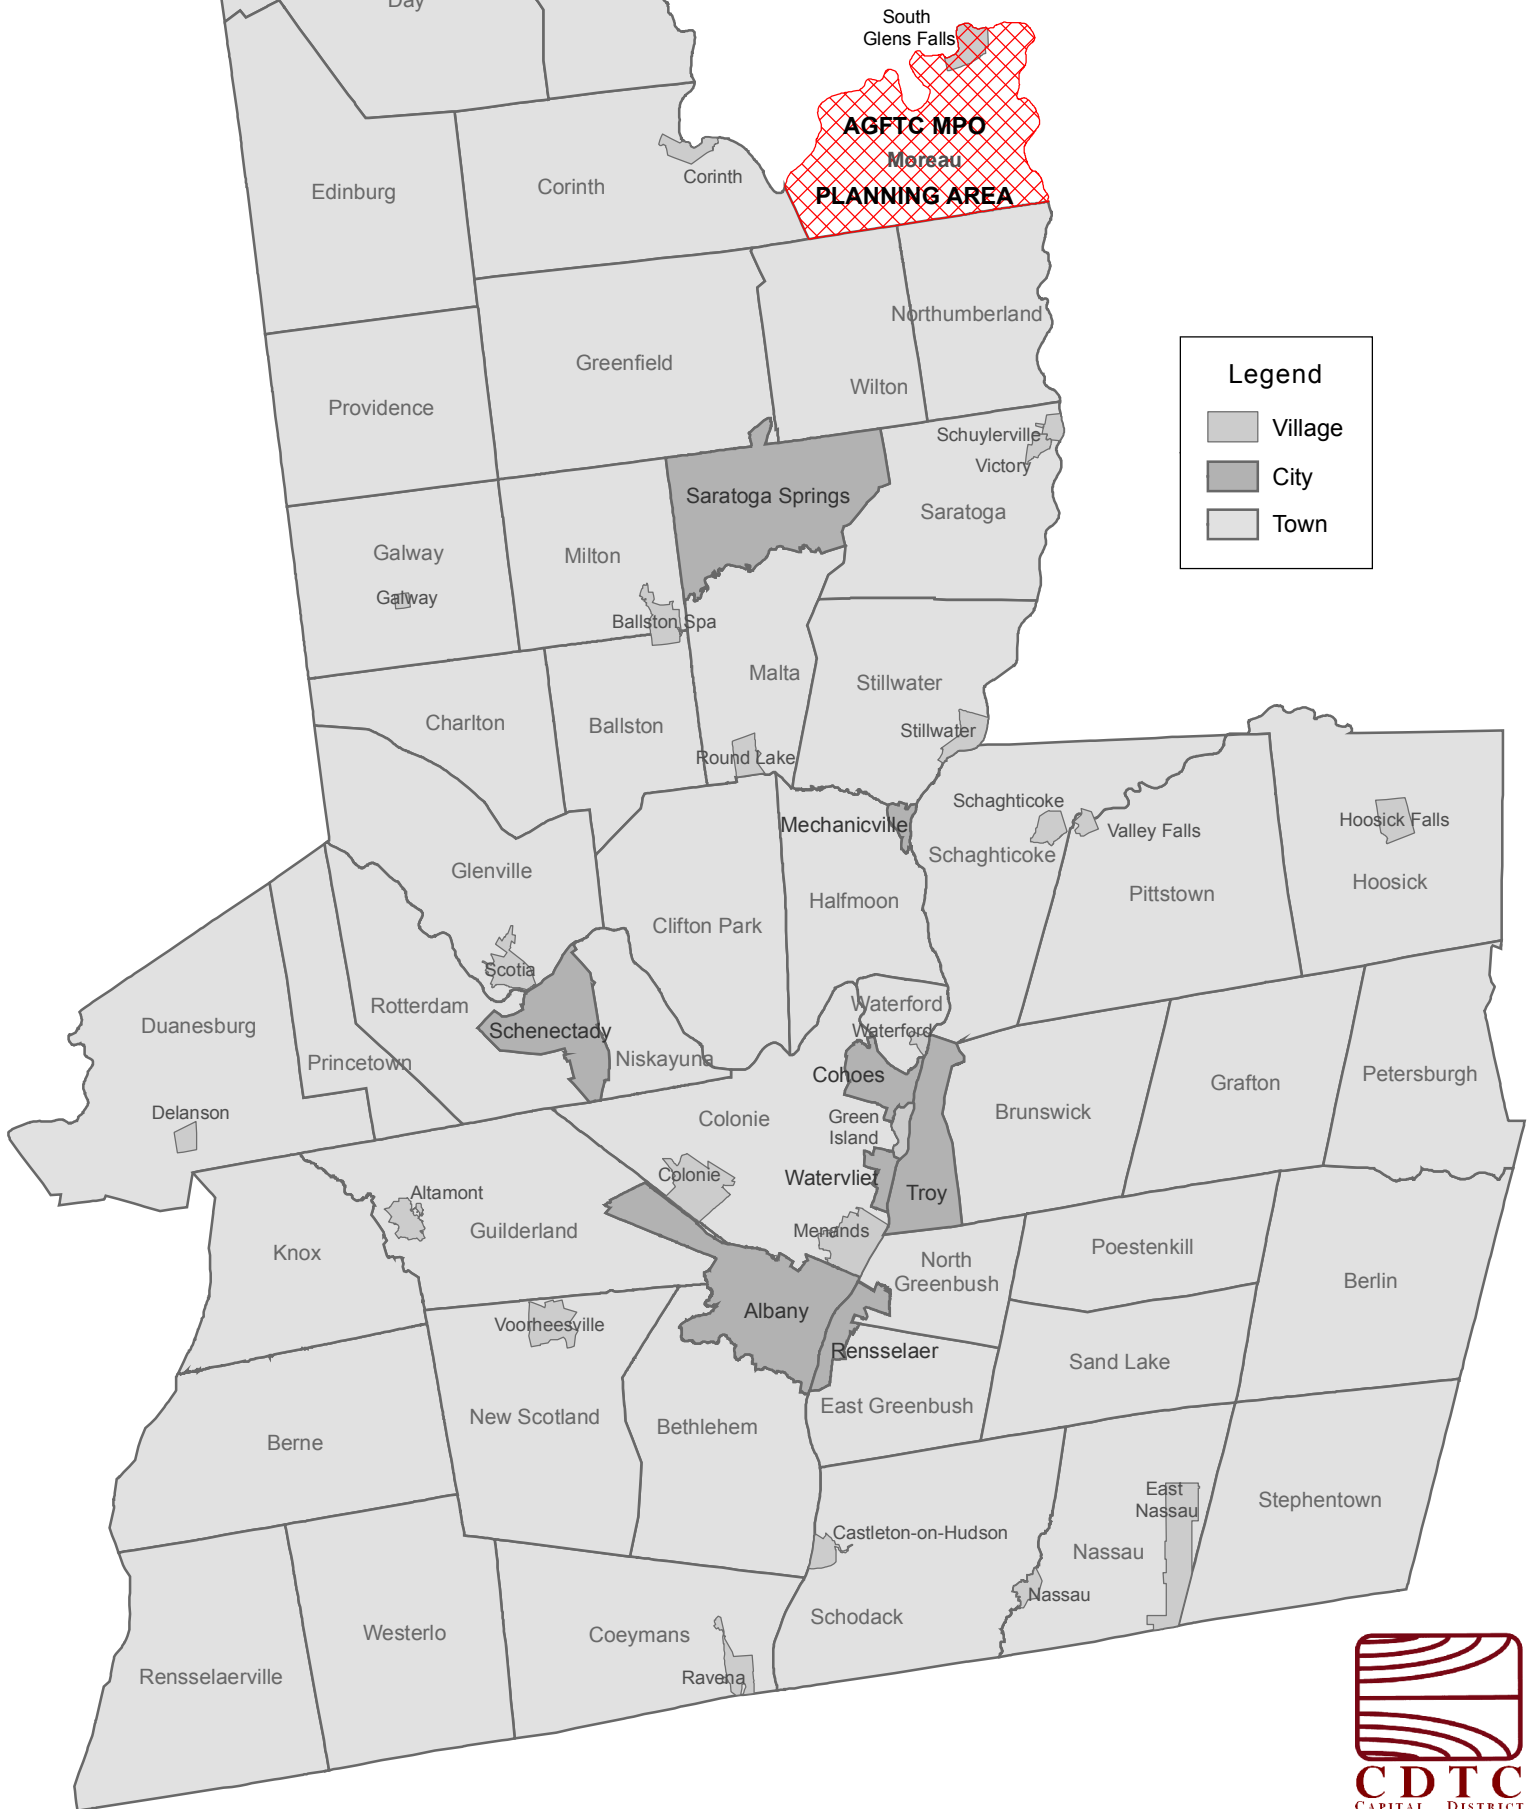 Day
South
Glens Falls
AGFTC MPO
Moreau
PLANNING AREA
Edinburg
Corinth
Corinth
Northumberland
Greenfield
Wilton
Providence
Legend
Village
City
Town
Schuylerville
Victory
Saratoga Springs
Saratoga
Galway
Galway
Milton
Ballston Spa
Malta
Stillwater
Stillwater
Charlton
Ballston
Round Lake
Schaghticoke
Mechanicville
Valley Falls
Hoosick Falls
Schaghticoke
Glenville
Hoosick
Pittstown
Halfmoon
Clifton Park
Scotia
Rotterdam
Waterford
Waterford
Duanesburg
Schenectady
Niskayuna
Princetown
Cohoes
Petersburgh
Grafton
Delanson
Colonie
Green
Island
Brunswick
Colonie
Watervliet
Troy
Altamont
Guilderland
Menands
Knox
North
Greenbush
Poestenkill
Berlin
Albany
Voorheesville
Rensselaer
Sand Lake
East Greenbush
New Scotland
Bethlehem
Berne
East
Nassau
Stephentown
Castleton-on-Hudson
Nassau
Nassau
Schodack
Westerlo
Coeymans
Ravena
Rensselaerville
CDTC
CAPITAL DISTRICT